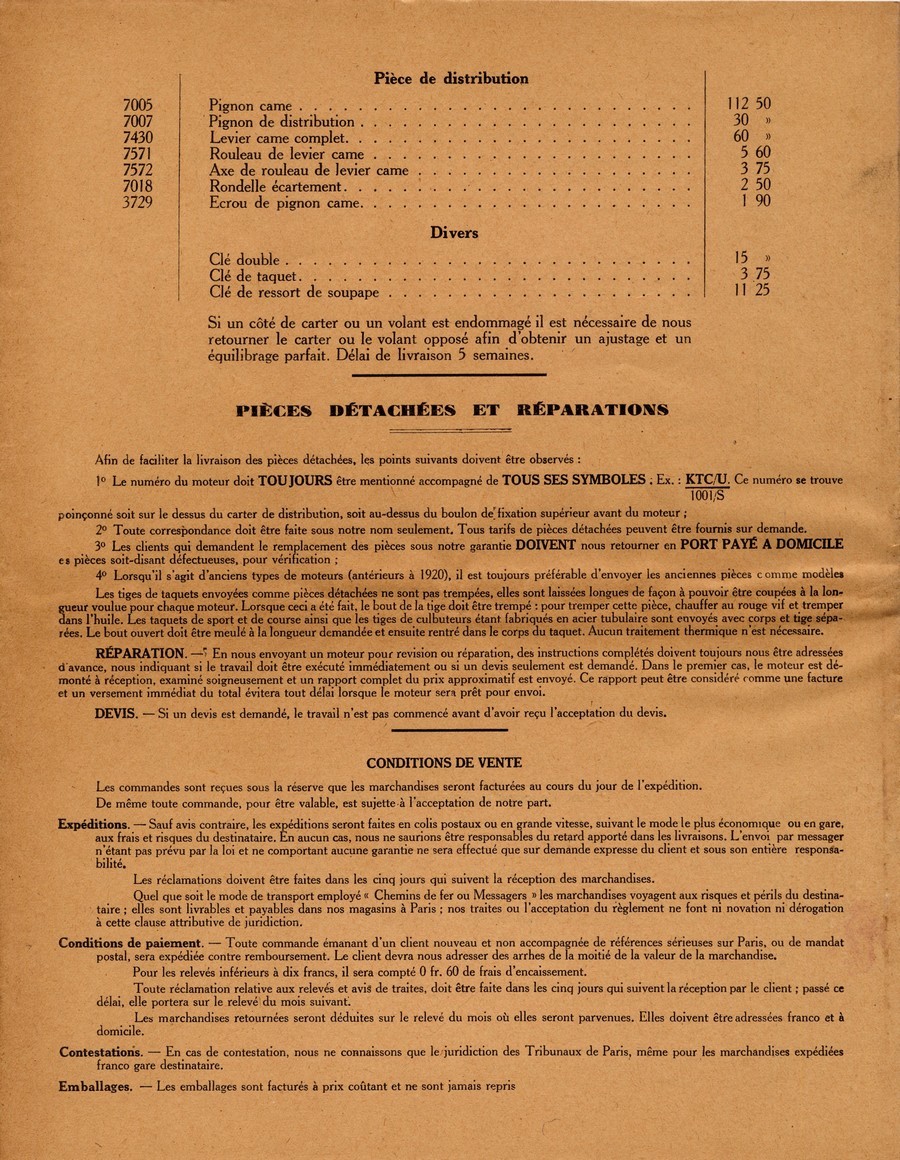 Pièce de distribution
7005 Pignon came . . . . . . . . . . . . . . . . . . . . . . . . . . . 112 50
7007 Pignon de distribution . . . . . . . . . . . . . . . . . . . . . . . 30 »
7430 Levier came complet. . . . . . . . . . . . . . . . . . . . . . . . 60 »
7571 Rouleau de levier came . . . . . . . . . . . . . . . . . . . . . . 5 60
7572 Axe de rouleau de levier came . . . . . . . . . . . . . . . . . . . 3 75
7018 Rondelle écartement. . . . . . . . . . . . . . . . . . . . . . . . 2 50
3729 Ecrou de pignon came. . . . . . . . . . . . . . . . . . . . . . . 1 90
Divers
Clé double . . . . . . . . . . . . . . . . . . . . . . . . . . . . 15 »
Clé de taquet. . . . . . . . . . . . . . . . . . . . . . . . . . . 3 75
Clé de ressort de soupape . . . . . . . . . . . . . . . . . . . . . 11 25
Si un côté de carter ou un volant est endommagé il est nécessaire de nous
retourner le carter ou le volant opposé afin d'obtenir un ajustage et un
équilibrage parfait. Délai de livraison 5 semaines.
PIÈCES DÉTACHÉES ET RÉPARATIONS
Afin de faciliter la livraison des pièces détachées, les points suivants doivent être observés :
1º Le numéro du moteur doit TOUJOURS être mentionné accompagné de TOUS SES SYMBOLES . Ex. : KTC/U. Ce numéro se trouve
1001/S
poinçonné soit sur le dessus du carter de distribution, soit au-dessus du boulon de fixation supérieur avant du moteur ;
2º Toute correspondance doit être faite sous notre nom seulement. Tous tarifs de pièces détachées peuvent être fournis sur demande.
3º Les clients qui demandent le remplacement des pièces sous notre garantie DOIVENT nous retourner en PORT PAYÉ A DOMICILE
es pièces soit-disant défectueuses, pour vérification ;
4º Lorsqu'il s'agit d'anciens types de moteurs (antérieurs à 1920), il est toujours préférable d'envoyer les anciennes pièces comme modèles
Les tiges de taquets envoyées comme pièces détachées ne sont pas trempées, elles sont laissées longues de façon à pouvoir être coupées à la lon-
gueur voulue pour chaque moteur. Lorsque ceci a été fait, le bout de la tige doit être trempé : pour tremper cette pièce, chauffer au rouge vif et tremper
dans l'huile. Les taquets de sport et de course ainsi que les tiges de culbuteurs étant fabriqués en acier tubulaire sont envoyés avec corps et tige sépa-
rées. Le bout ouvert doit être meulé à la longueur demandée et ensuite rentré dans le corps du taquet. Aucun traitement thermique n'est nécessaire.
RÉPARATION. — En nous envoyant un moteur pour revision ou réparation, des instructions complétés doivent toujours nous être adressées
d'avance, nous indiquant si le travail doit être exécuté immédiatement ou si un devis seulement est demandé. Dans le premier cas, le moteur est dé-
monté à réception, examiné soigneusement et un rapport complet du prix approximatif est envoyé. Ce rapport peut être considéré comme une facture
et un versement immédiat du total évitera tout délai lorsque le moteur sera prêt pour envoi.
DEVIS. — Si un devis est demandé, le travail n'est pas commencé avant d'avoir reçu l'acceptation du devis.
CONDITIONS DE VENTE
Les commandes sont reçues sous la réserve que les marchandises seront facturées au cours du jour de l'expédition.
De même toute commande, pour être valable, est sujette à l'acceptation de notre part.
Expéditions. — Sauf avis contraire, les expéditions seront faites en colis postaux ou en grande vitesse, suivant le mode le plus économique ou en gare,
aux frais et risques du destinataire. En aucun cas, nous ne saurions être responsables du retard apporté dans les livraisons. L'envoi par messager
n'étant pas prévu par la loi et ne comportant aucune garantie ne sera effectué que sur demande expresse du client et sous son entière responsa-
bilité.
Les réclamations doivent être faites dans les cinq jours qui suivent la réception des marchandises.
Quel que soit le mode de transport employé « Chemins de fer ou Messagers » les marchandises voyagent aux risques et périls du destina-
taire ; elles sont livrables et payables dans nos magasins à Paris ; nos traites ou l'acceptation du règlement ne font ni novation ni dérogation
à cette clause attributive de juridiction.
Conditions de paiement. — Toute commande émanant d'un client nouveau et non accompagnée de références sérieuses sur Paris, ou de mandat
postal, sera expédiée contre remboursement. Le client devra nous adresser des arrhes de la moitié de la valeur de la marchandise.
Pour les relevés inférieurs à dix francs, il sera compté 0 fr. 60 de frais d'encaissement.
Toute réclamation relative aux relevés et avis de traites, doit être faite dans les cinq jours qui suivent la réception par le client ; passé ce
délai, elle portera sur le relevé du mois suivant.
Les marchandises retournées seront déduites sur le relevé du mois où elles seront parvenues. Elles doivent être adressées franco et à
domicile.
Contestations. — En cas de contestation, nous ne connaissons que le juridiction des Tribunaux de Paris, même pour les marchandises expédiées
franco gare destinataire.
Emballages. — Les emballages sont facturés à prix coûtant et ne sont jamais repris